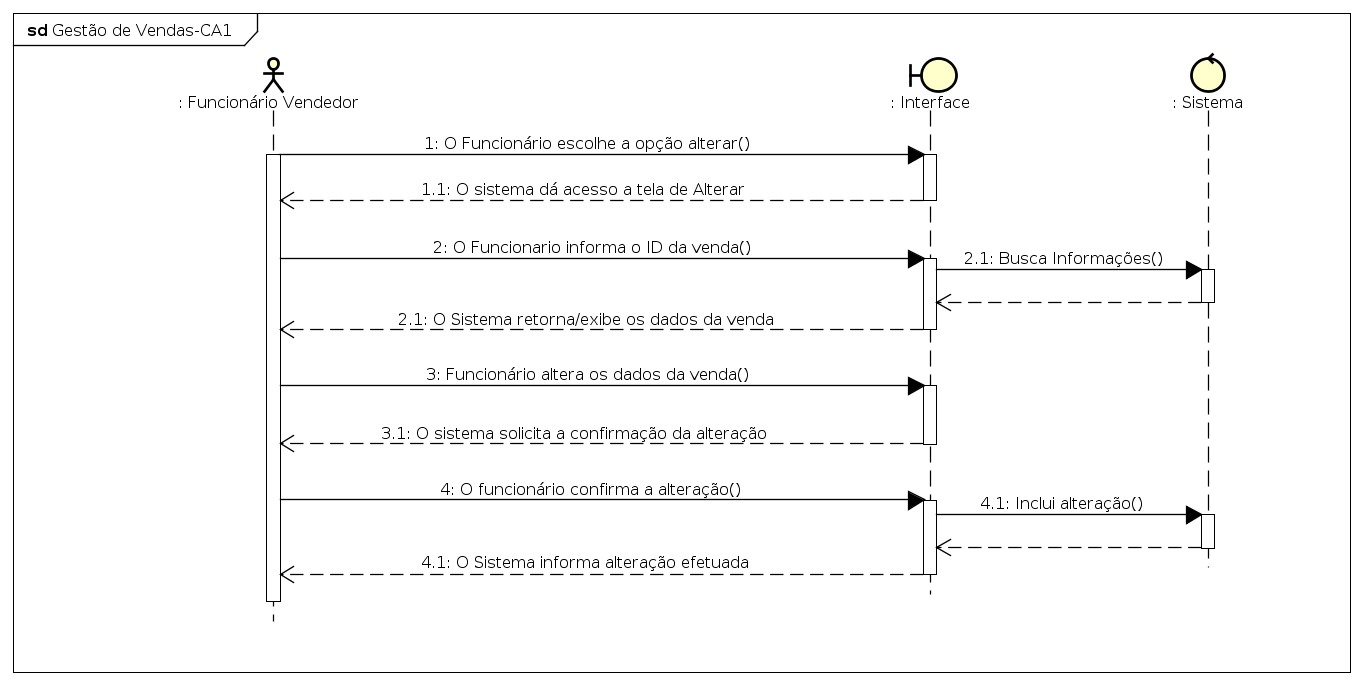 sd Gestão de Vendas-CA1
: Funcionário Vendedor
: Interface
: Sistema
1: O Funcionário escolhe a opção alterar()
1.1: O sistema dá acesso a tela de Alterar
2: O Funcionario informa o ID da venda()
2.1: Busca Informações()
2.1: O Sistema retorna/exibe os dados da venda
3: Funcionário altera os dados da venda()
3.1: O sistema solicita a confirmação da alteração
4: O funcionário confirma a alteração()
4.1: Inclui alteração()
4.1: O Sistema informa alteração efetuada